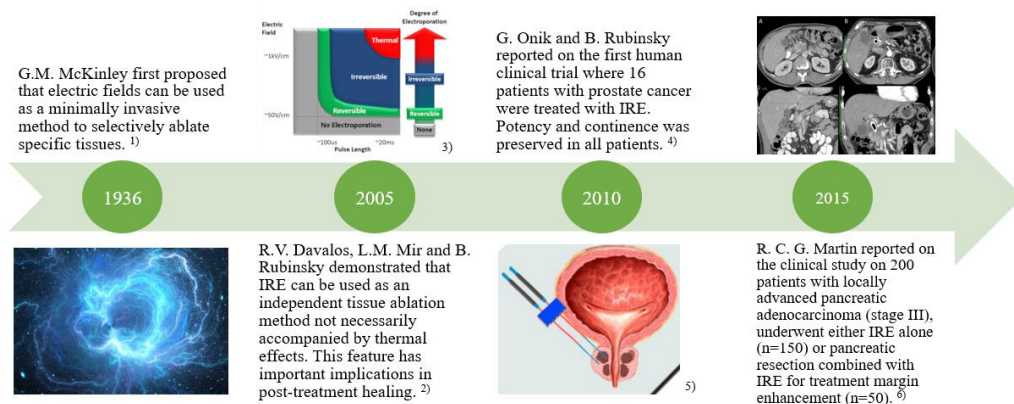 G.M. McKinley first proposed
that electric fields can be used
as a minimally invasive
method to selectively ablate
specific tissues. 1)
Electric
Field
~1kV/cm
~50V/cm
Thermal
Irreversible
Reversible
No Electroporation
~100us
~20ms
Pulse Length
Degree of
Electroporation
Irreversible
Reversible
None
3)
G. Onik and B. Rubinsky
reported on the first human
clinical trial where 16
patients with prostate cancer
were treated with IRE.
Potency and continence was
preserved in all patients. 4)
A
B
1936
2005
2010
2015
R.V. Davalos, L.M. Mir and B.
Rubinsky demonstrated that
IRE can be used as an
independent tissue ablation
method not necessarily
accompanied by thermal
effects. This feature has
important implications in
post-treatment healing. 2)
5)
R. C. G. Martin reported on
the clinical study on 200
patients with locally
advanced pancreatic
adenocarcinoma (stage III),
underwent either IRE alone
(n=150) or pancreatic
resection combined with
IRE for treatment margin
enhancement (n=50). 6)